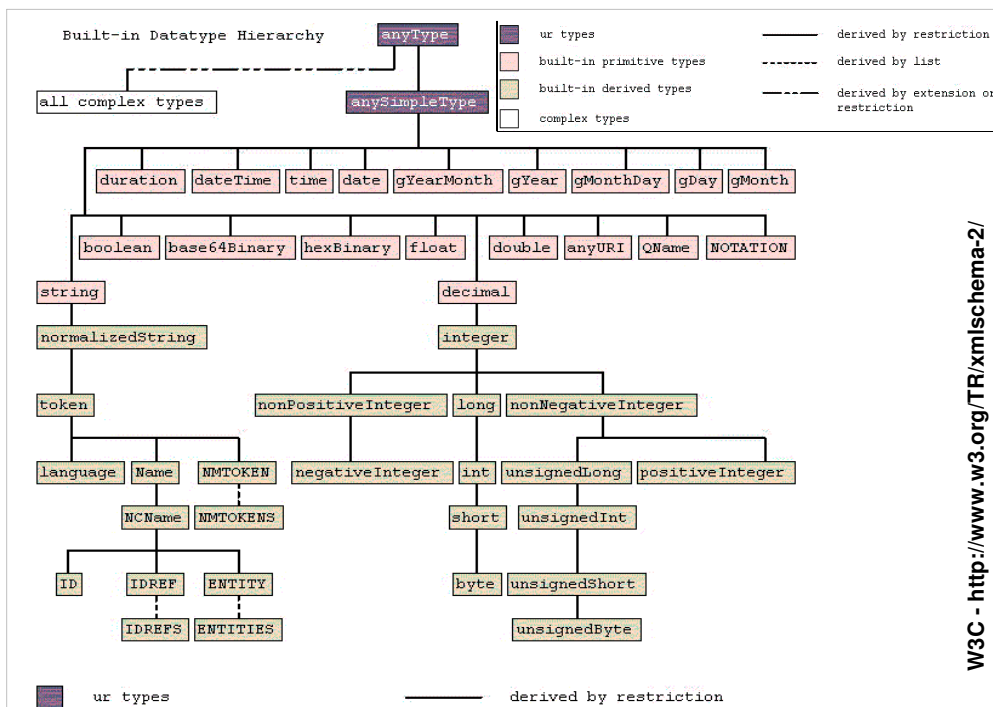 Built-in Datatype Hierarchy
anyType
ur types
derived by restriction
built-in primitive types
derived by list
built-in derived types
derived by extension or
restriction
complex types
all complex types
anySimpleType
duration dateTime time date gYearMonth gYear gMonthDay gDay gMonth
boolean base64Binary hexBinary float double anyURI QName NOTATION
string decimal
normalizedString integer
token nonPositiveInteger long nonNegativeInteger
language Name NMTOKEN negativeInteger int unsignedLong positiveInteger
NCName NMTOKENS short unsignedInt
ID IDREF ENTITY byte unsignedShort
IDREFS ENTITIES unsignedByte
ur types derived by restriction
W3C - http://www.w3.org/TR/xmlschema-2/